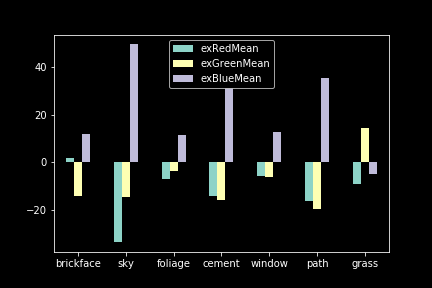 exRedMean
exGreenMean
exBlueMean
40
20
0
−20
brickface sky foliage cement window path grass